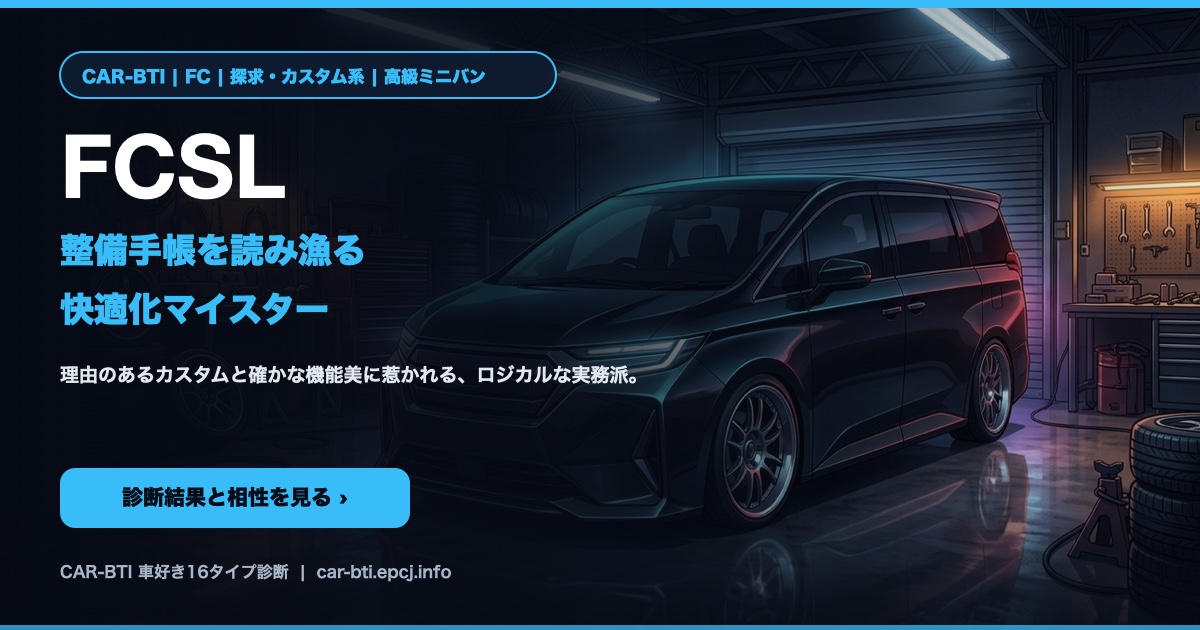 CAR-BTI | FC | 探求・カスタム系 | 高級ミニバン
FCSL
整備手帳を読み漁る
快適化マイスター
理由のあるカスタムと確かな機能美に惹かれる、ロジカルな実務派。
診断結果と相性を見る ›
CAR-BTI 車好き16タイプ診断 | car-bti.epcj.info